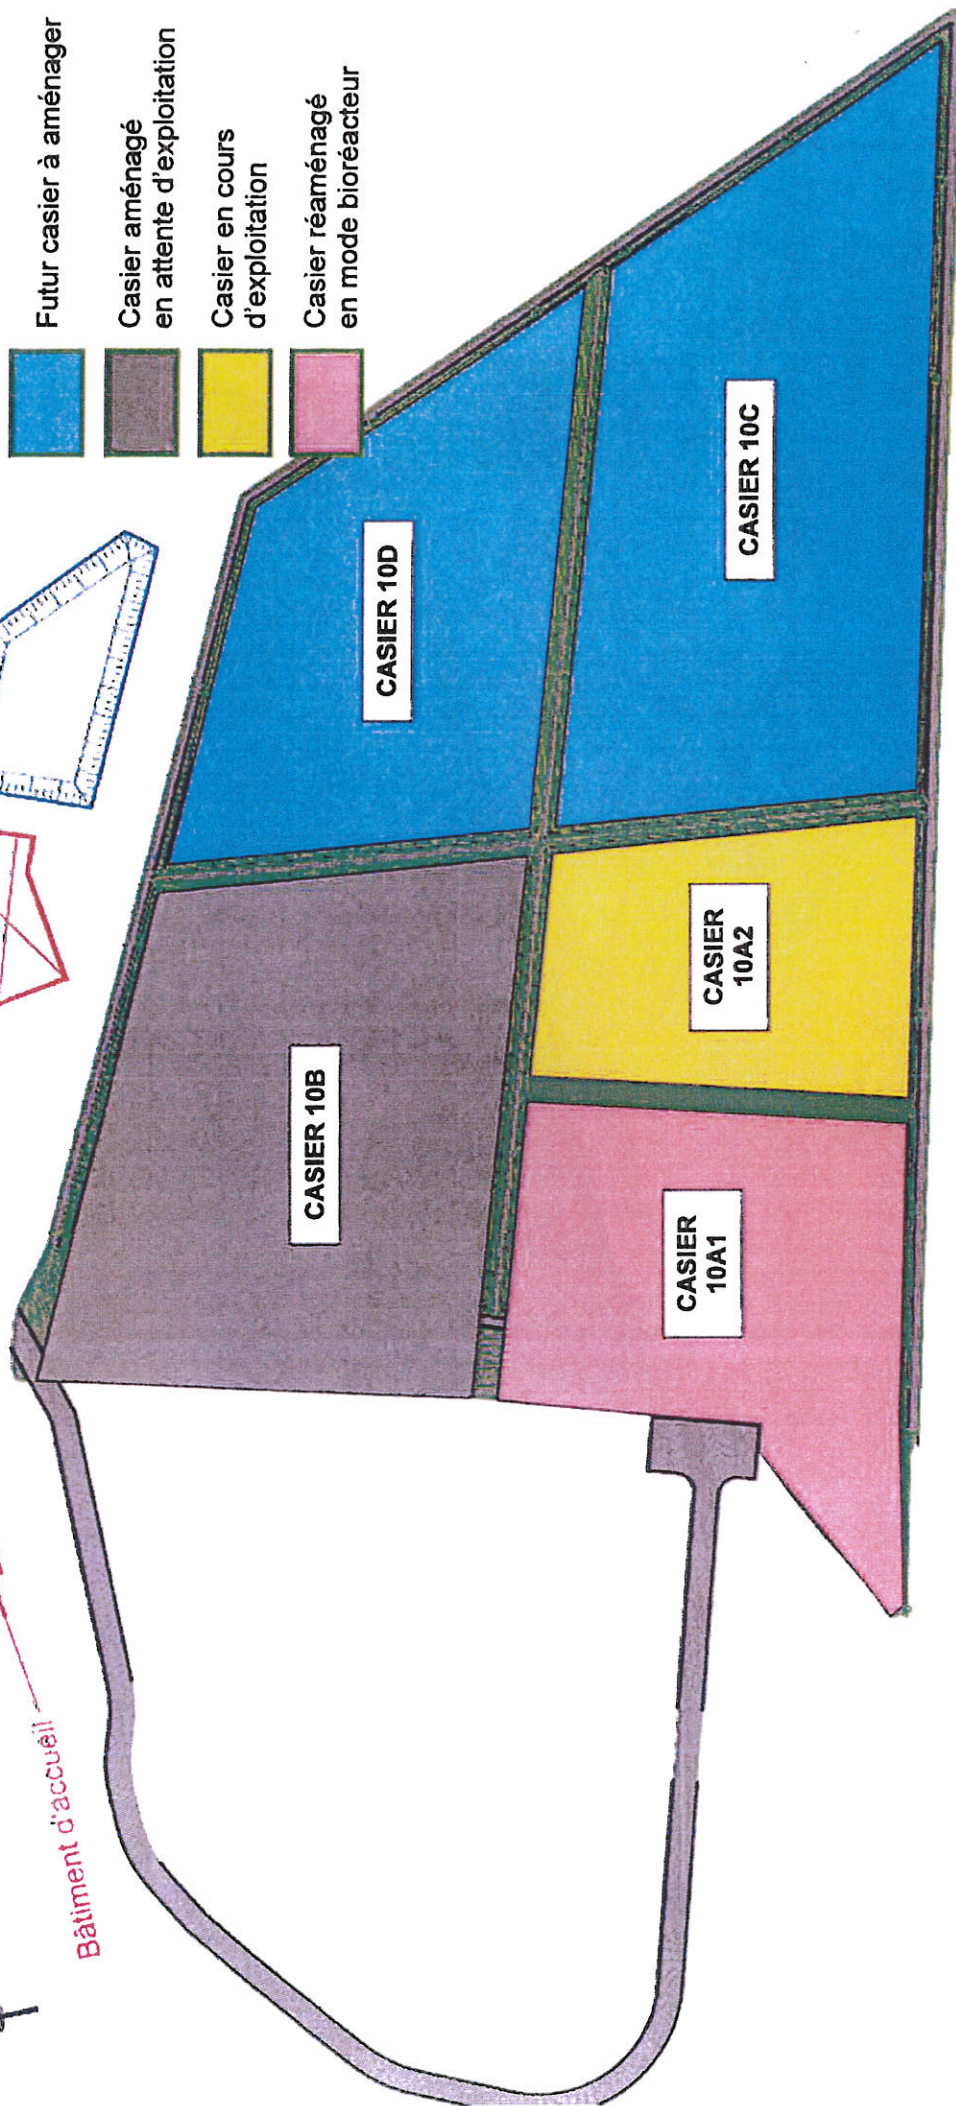 Futur casier à aménager
Casier aménagé
en attente d'exploitation
Casier en cours
d'exploitation
Casier réaménagé
en mode bioréacteur
Bâtiment d'accueil
CASIER 10B
CASIER 10D
CASIER
10A1
CASIER
10A2
CASIER 10C